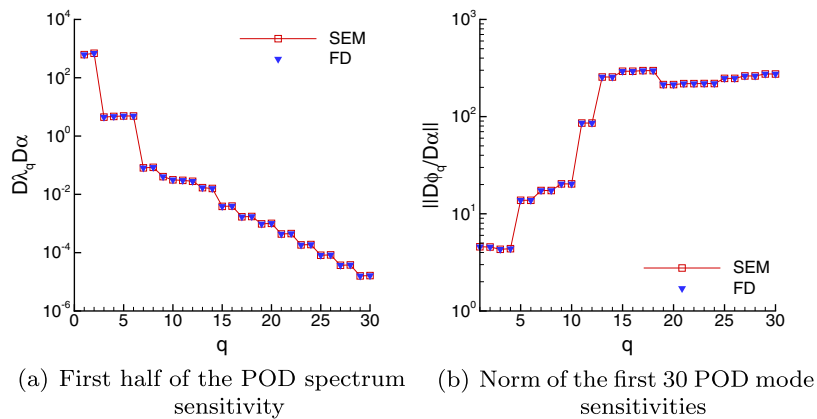 10^4
10^2
10^0
10^-2
10^-4
10^-6
Dλ_qDα
0 5 10 15 20 25 30
q
SEM
FD
(a) First half of the POD spectrum
sensitivity
10^3
10^2
10^1
10^0
||Dϕ_q/Dα||
5 10 15 20 25 30
q
SEM
FD
(b) Norm of the first 30 POD mode
sensitivities